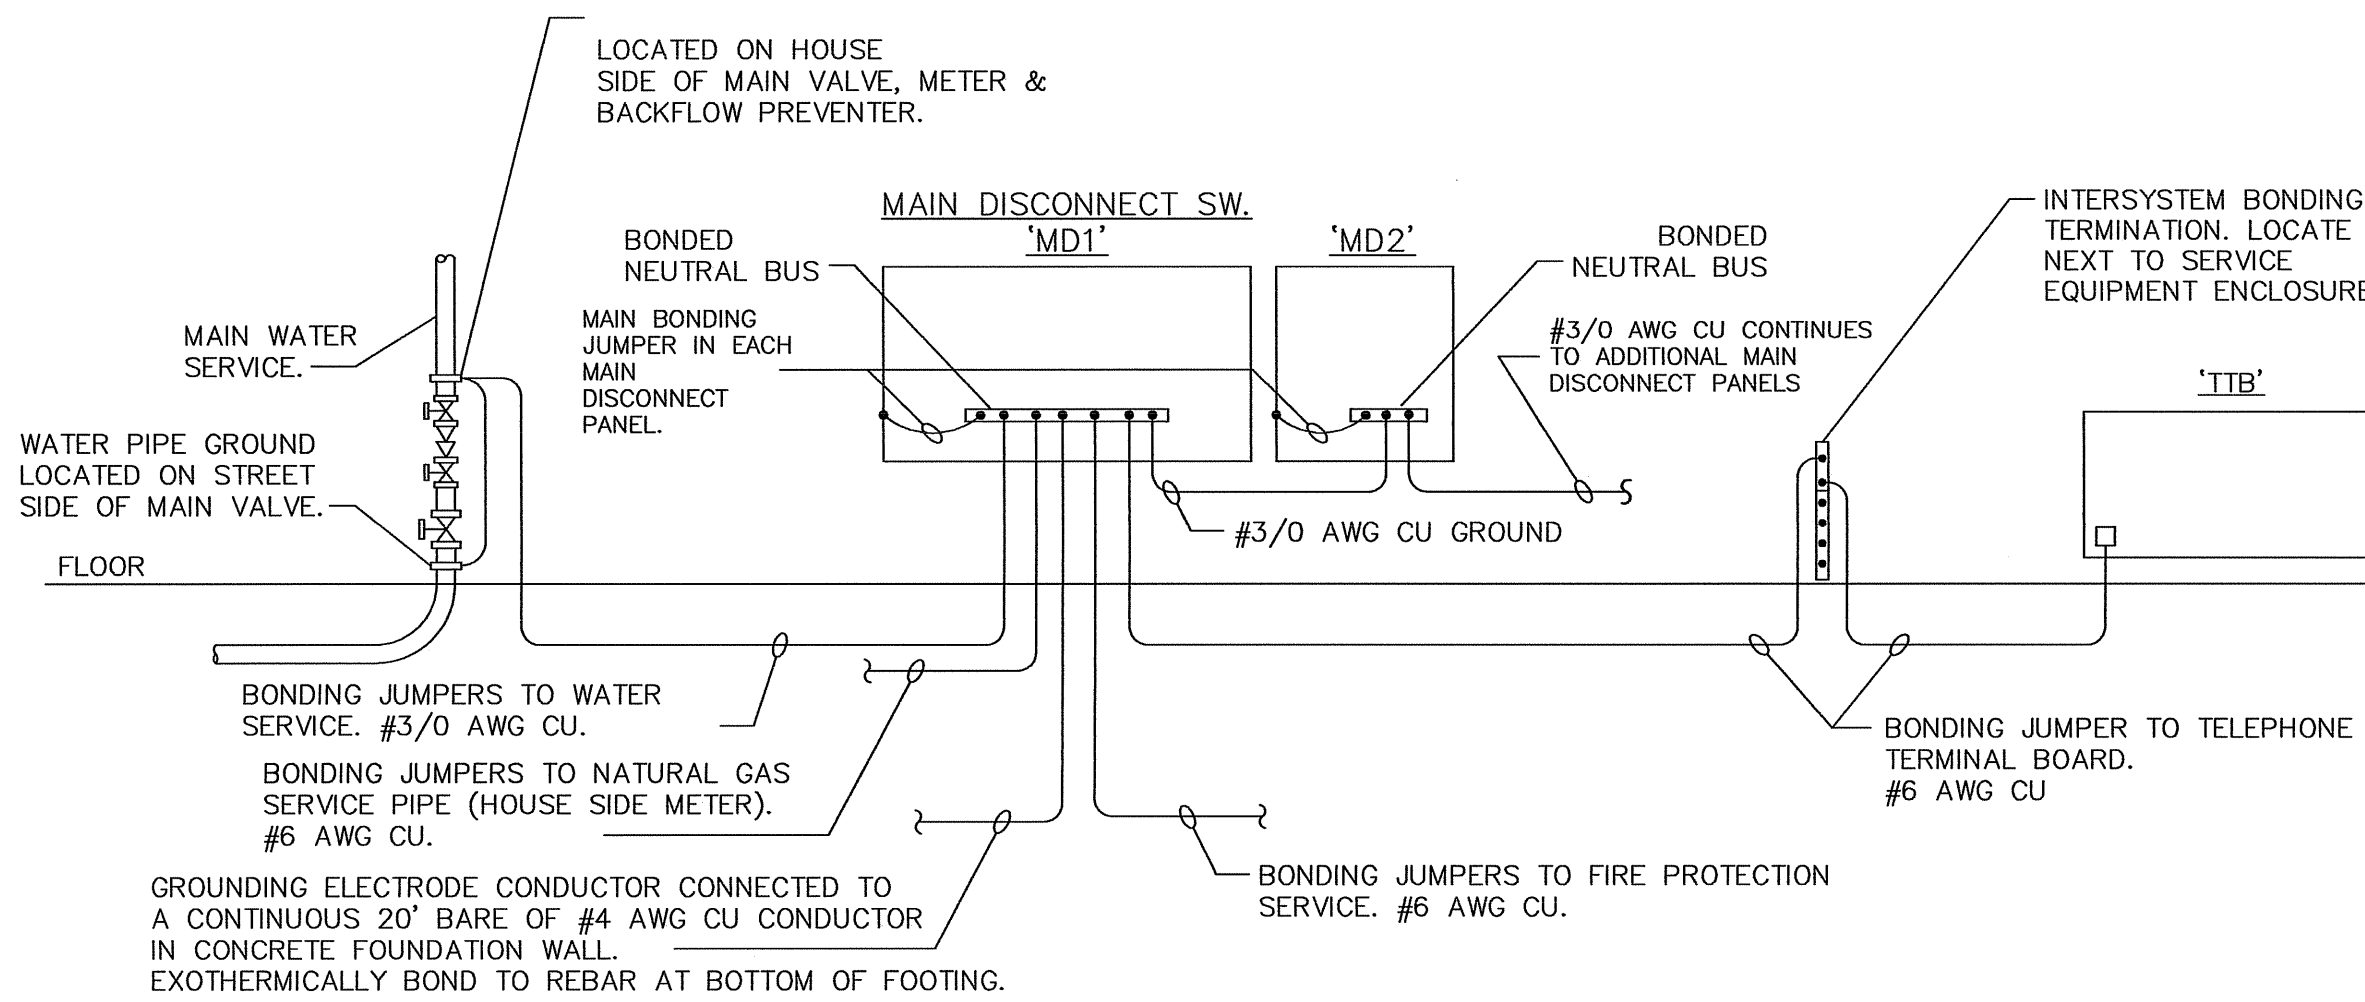 LOCATED ON HOUSE
SIDE OF MAIN VALVE, METER &
BACKFLOW PREVENTER.
MAIN DISCONNECT SW.
'MD1'
'MD2'
BONDED
NEUTRAL BUS
BONDED
NEUTRAL BUS
INTERSYSTEM BONDING
TERMINATION. LOCATE
NEXT TO SERVICE
EQUIPMENT ENCLOSURE
MAIN WATER
SERVICE.
MAIN BONDING
JUMPER IN EACH
MAIN
DISCONNECT
PANEL.
#3/0 AWG CU CONTINUES
TO ADDITIONAL MAIN
DISCONNECT PANELS
'TTB'
WATER PIPE GROUND
LOCATED ON STREET
SIDE OF MAIN VALVE.
#3/0 AWG CU GROUND
FLOOR
BONDING JUMPERS TO WATER
SERVICE. #3/0 AWG CU.
BONDING JUMPER TO TELEPHONE
TERMINAL BOARD.
#6 AWG CU
BONDING JUMPERS TO NATURAL GAS
SERVICE PIPE (HOUSE SIDE METER).
#6 AWG CU.
BONDING JUMPERS TO FIRE PROTECTION
SERVICE. #6 AWG CU.
GROUNDING ELECTRODE CONDUCTOR CONNECTED TO
A CONTINUOUS 20' BARE OF #4 AWG CU CONDUCTOR
IN CONCRETE FOUNDATION WALL.
EXOTHERMICALLY BOND TO REBAR AT BOTTOM OF FOOTING.